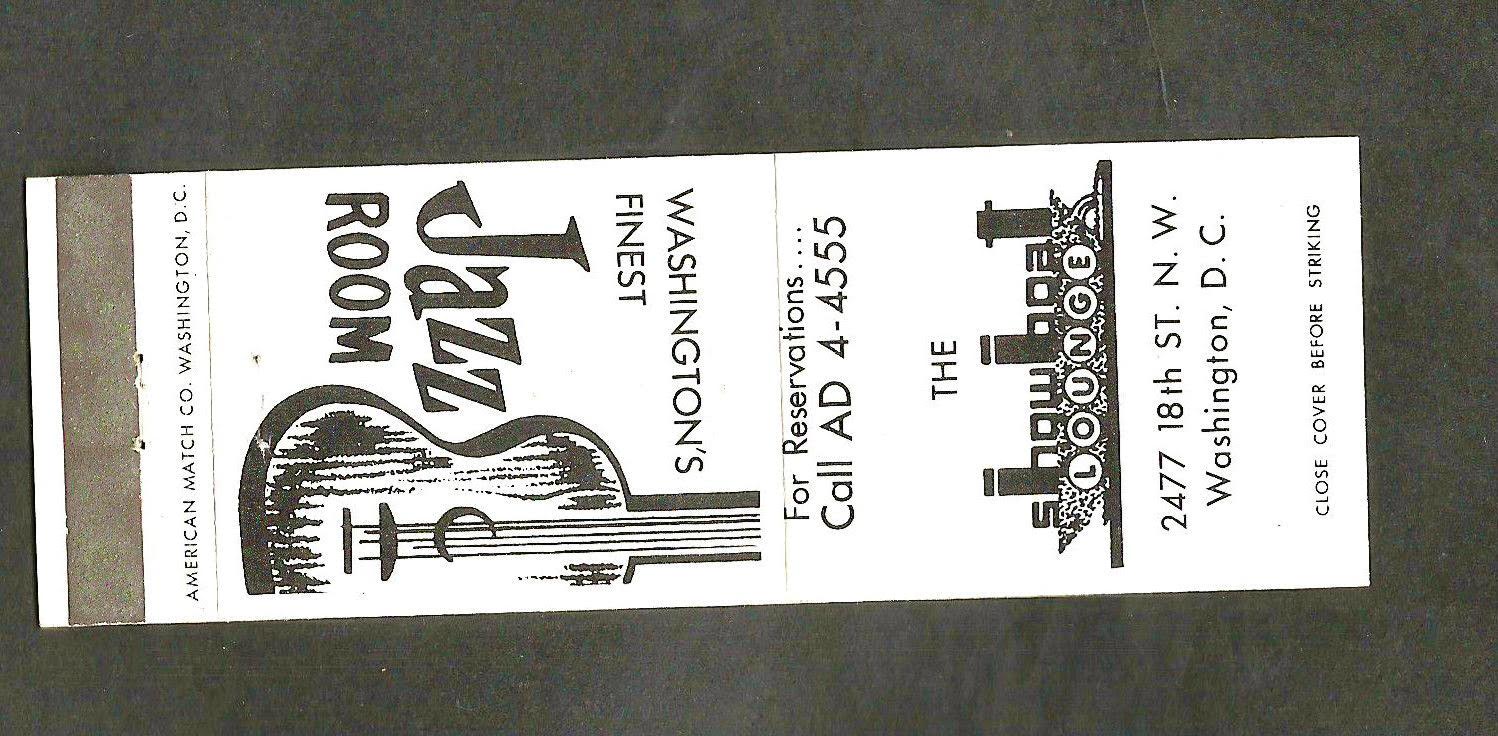 WASHINGTON'S
FINEST
Jazz
ROOM
AMERICAN MATCH CO. WASHINGTON, D.C.
For Reservations....
Call AD 4-4555
THE
showboat
LOUNGE
2477 18th ST. N. W.
Washington, D. C.
CLOSE COVER BEFORE STRIKING